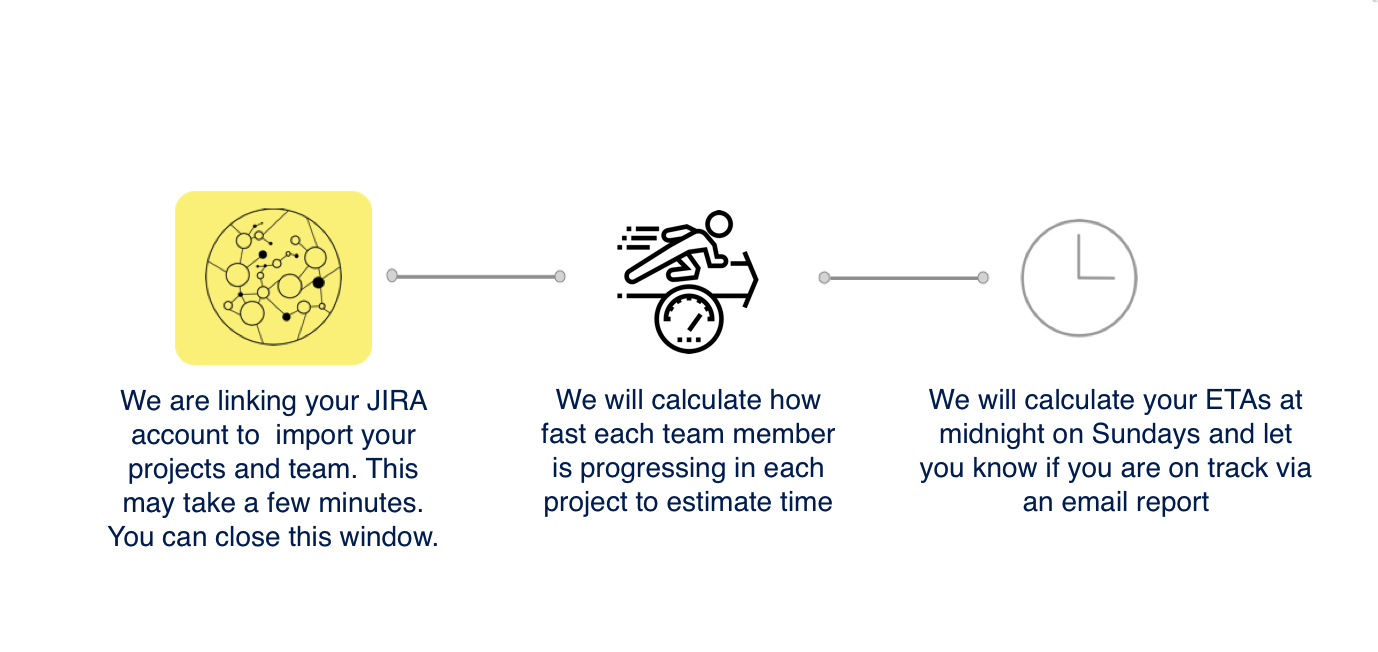 We are linking your JIRA
account to  import your
projects and team. This
may take a few minutes.
You can close this window.
We will calculate how
fast each team member
is progressing in each
project to estimate time
We will calculate your ETAs at
midnight on Sundays and let
you know if you are on track via
an email report